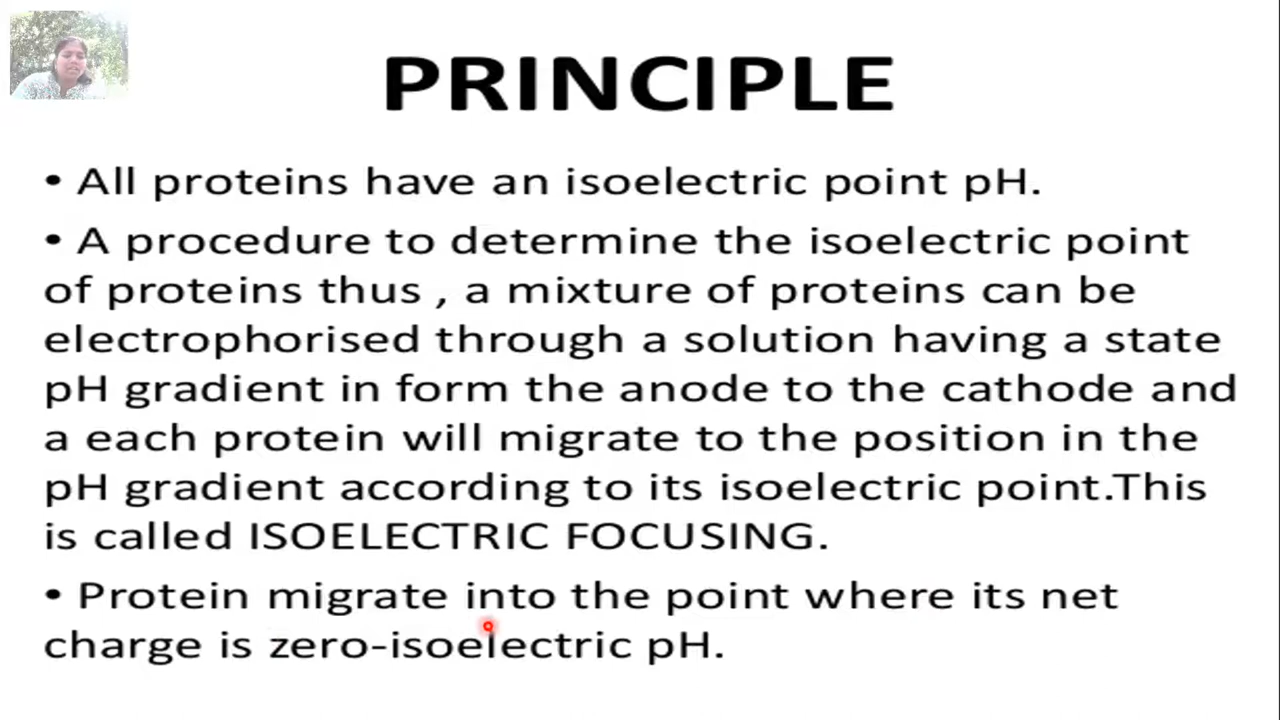 PRINCIPLE
• All proteins have an isoelectric point pH.
• A procedure to determine the isoelectric point
of proteins thus , a mixture of proteins can be
electrophorised through a solution having a state
pH gradient in form the anode to the cathode and
a each protein will migrate to the position in the
pH gradient according to its isoelectric point.This
is called ISOELECTRIC FOCUSING.
• Protein migrate into the point where its net
charge is zero-isoelectric pH.